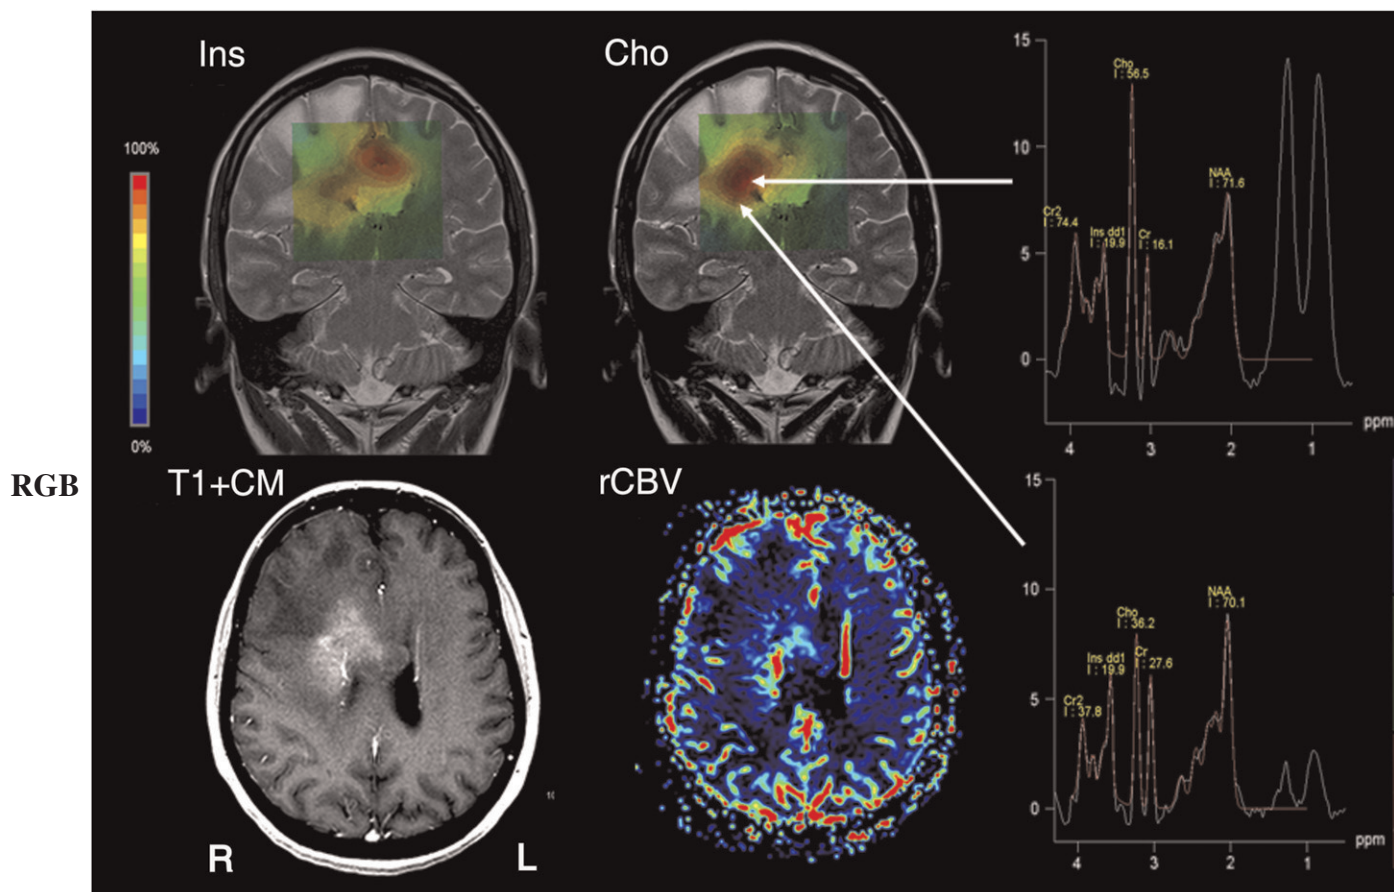 Ins
Cho
100%
0%
15
10
5
0
Cho
I : 56.5
NAA
I : 71.6
Cr2
I : 74.4
Ins dd1
I : 19.9
Cr
I : 16.1
ppm
4
3
2
1
RGB
T1+CM
rCBV
R
L
15
10
5
0
NAA
I : 70.1
Cho
I : 36.2
Ins dd1
I : 19.9
Cr
I : 27.6
Cr2
I : 37.8
ppm
4
3
2
1